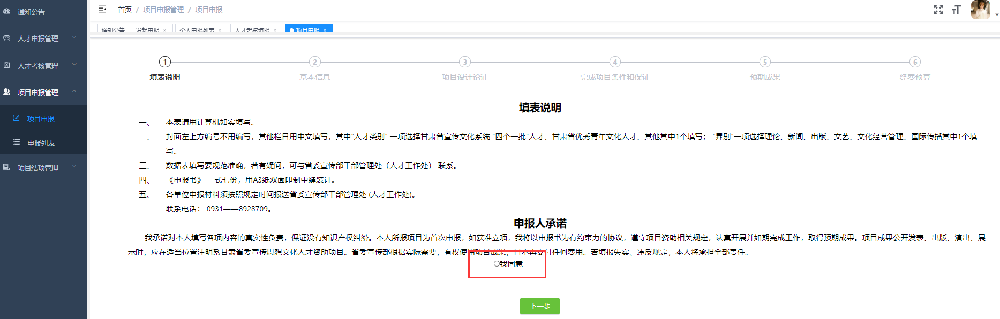 通知公告
人才申报管理
人才考核管理
项目申报管理
项目申报
申报列表
项目结项管理
首页 / 项目申报管理 / 项目申报
通知公告 发起申报 × 个人申报列表 × 人才考核填报 × 项目申报 ×
1 2 3 4 5 6
填表说明 基本信息 项目设计论证 完成项目条件和保证 预期成果 经费预算
填表说明
一、 本表请用计算机如实填写。
二、 封面左上方编号不用编写，其他栏目用中文填写，其中“人才类别” 一项选择甘肃省宣传文化系统 “四个一批”人才、甘肃省优秀青年文化人才、其他其中1个填写； “界别”一项选择理论、新闻、出版、文艺、文化经营管理、国际传播其中1个填
写。
三、 数据表填写要规范准确，若有疑问，可与省委宣传部干部管理处（人才工作处） 联系。
四、 《申报书》 一式七份，用A3纸双面印制中缝装订。
五、 各单位申报材料须按照规定时间报送省委宣传部干部管理处 (人才工作处)。
联系电话： 0931——8928709。
申报人承诺
我承诺对本人填写各项内容的真实性负责，保证没有知识产权纠纷。本人所报项目为首次申报，如获准立项，我将以申报书为有约束力的协议，遵守项目资助相关规定，认真开展并如期完成工作，取得预期成果。项目成果公开发表、出版、演出、展
示时，应在适当位置注明系甘肃省委宣传思想文化人才资助项目。省委宣传部根据实际需要，有权使用项目成果，且不再支付任何费用。若填报失实、违反规定，本人将承担全部责任。
我同意
下一步